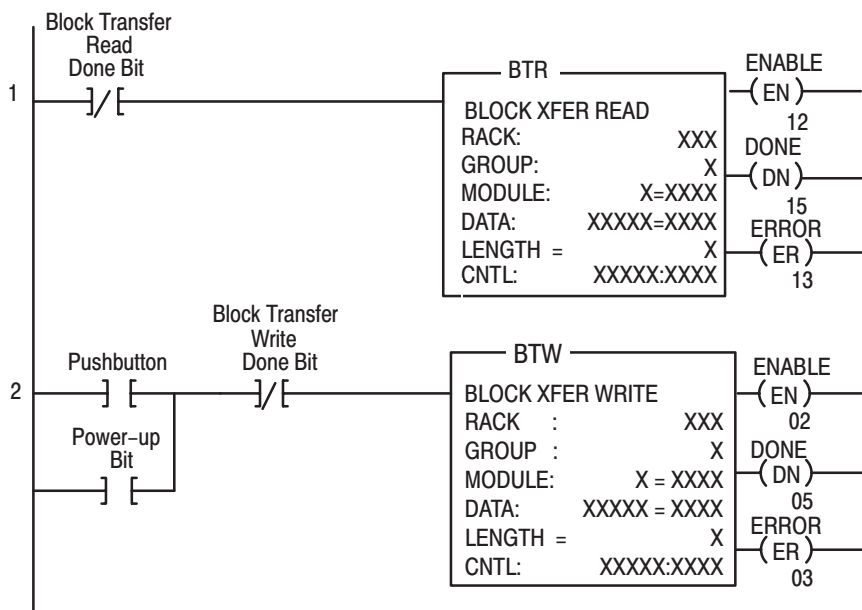 Block Transfer
Read
Done Bit
1
BTR
BLOCK XFER READ
RACK: XXX
GROUP: X
MODULE: X=XXXX
DATA: XXXXX=XXXX
LENGTH = X
CNTL: XXXXX:XXXX
ENABLE
EN
12
DONE
DN
15
ERROR
ER
13
Block Transfer
Write
Done Bit
Pushbutton
2
Power-up
Bit
BTW
BLOCK XFER WRITE
RACK : XXX
GROUP : X
MODULE: X = XXXX
DATA: XXXXX = XXXX
LENGTH = X
CNTL: XXXXX:XXXX
ENABLE
EN
02
DONE
DN
05
ERROR
ER
03